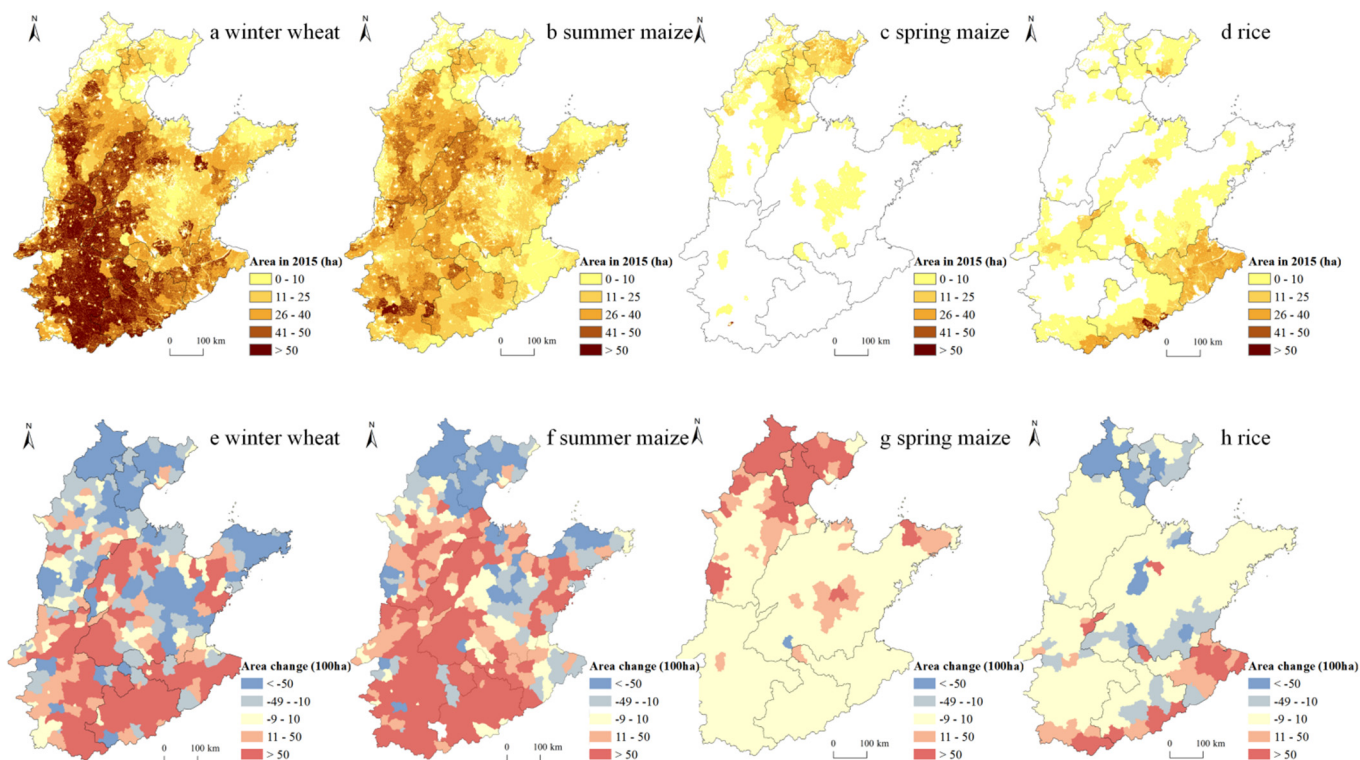 N
a winter wheat
Area in 2015 (ha)
0 - 10
11 - 25
26 - 40
41 - 50
> 50
0 100 km
N
b summer maize
Area in 2015 (ha)
0 - 10
11 - 25
26 - 40
41 - 50
> 50
0 100 km
N
c spring maize
Area in 2015 (ha)
0 - 10
11 - 25
26 - 40
41 - 50
> 50
0 100 km
N
d rice
Area in 2015 (ha)
0 - 10
11 - 25
26 - 40
41 - 50
> 50
0 100 km
N
e winter wheat
Area change (100ha)
< -50
-49 - -10
-9 - 10
11 - 50
> 50
0 100 km
N
f summer maize
Area change (100ha)
< -50
-49 - -10
-9 - 10
11 - 50
> 50
0 100 km
N
g spring maize
Area change (100ha)
< -50
-49 - -10
-9 - 10
11 - 50
> 50
0 100 km
N
h rice
Area change (100ha)
< -50
-49 - -10
-9 - 10
11 - 50
> 50
0 100 km